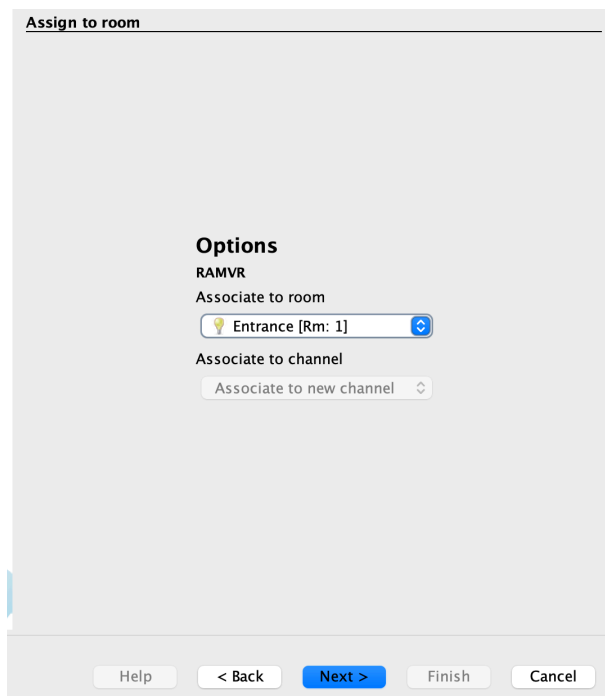 Assign to room
Options
RAMVR
Associate to room
Entrance [Rm: 1]
Associate to channel
Associate to new channel
Help < Back Next > Finish Cancel